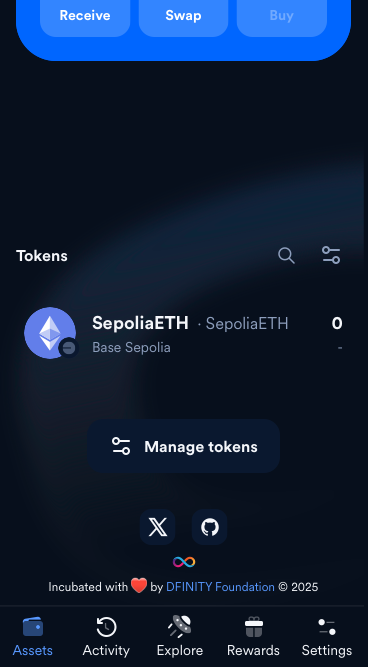 Receive Swap Buy
Tokens
SepoliaETH · SepoliaETH 0
Base Sepolia -
Manage tokens
Incubated with ❤️ by DFINITY Foundation © 2025
Assets Activity Explore Rewards Settings